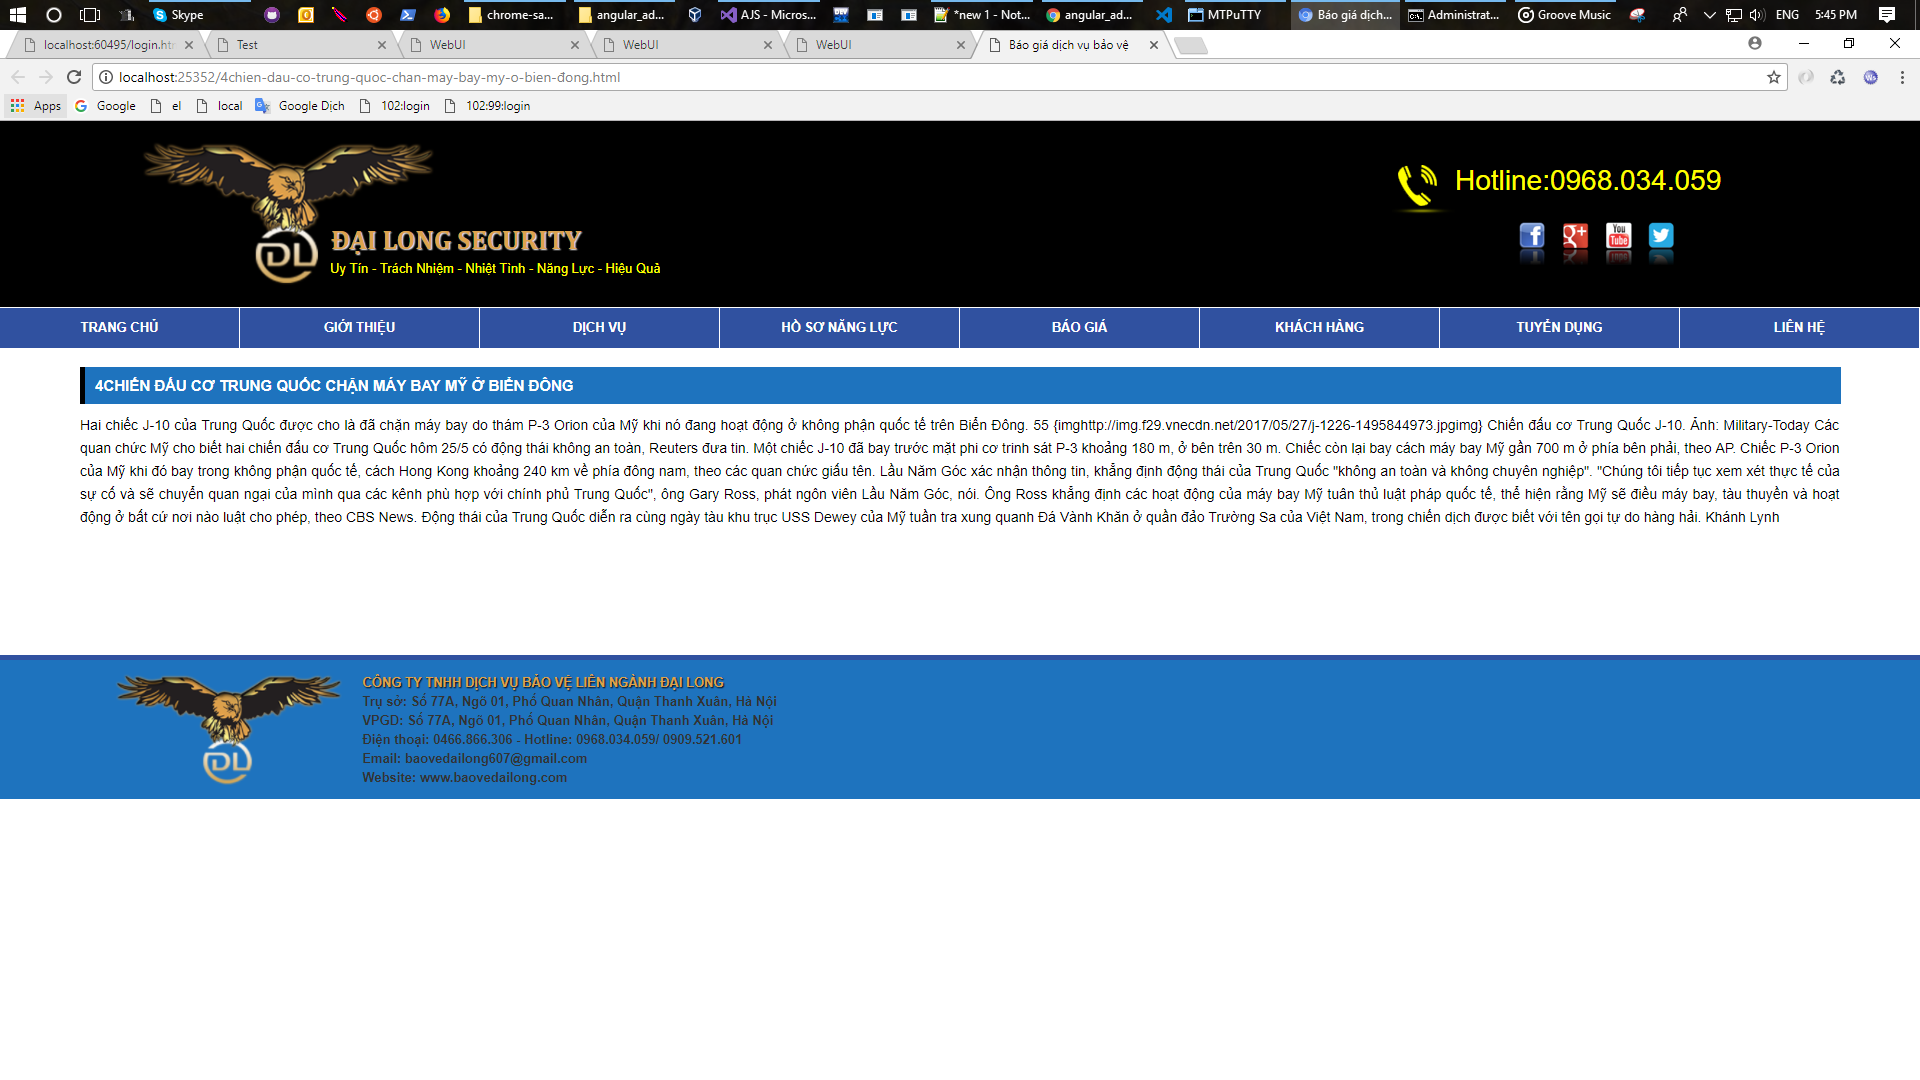 Skype
chrome-sa...
angular_ad...
AJS - Micros...
*new 1 - Not...
angular_ad...
MTPuTTY
Báo giá dịch...
Administrat...
Groove Music
ENG
5:45 PM
localhost:60495/login.htm
Test
WebUI
WebUI
WebUI
Báo giá dịch vụ bảo vệ
localhost:25352/4chien-dau-co-trung-quoc-chan-may-bay-my-o-bien-đong.html
Apps
Google
el
local
Google Dịch
102:login
102:99:login
Hotline:0968.034.059
You
Tube
DL
ĐẠI LONG SECURITY
Uy Tín - Trách Nhiệm - Nhiệt Tình - Năng Lực - Hiệu Quả
TRANG CHỦ
GIỚI THIỆU
DỊCH VỤ
HỒ SƠ NĂNG LỰC
BÁO GIÁ
KHÁCH HÀNG
TUYỂN DỤNG
LIÊN HỆ
4CHIẾN ĐẤU CƠ TRUNG QUỐC CHẶN MÁY BAY MỸ Ở BIỂN ĐÔNG
Hai chiếc J-10 của Trung Quốc được cho là đã chặn máy bay do thám P-3 Orion của Mỹ khi nó đang hoạt động ở không phận quốc tế trên Biển Đông. 55 {imghttp://img.f29.vnecdn.net/2017/05/27/j-1226-1495844973.jpgimg} Chiến đấu cơ Trung Quốc J-10. Ảnh: Military-Today Các
quan chức Mỹ cho biết hai chiến đấu cơ Trung Quốc hôm 25/5 có động thái không an toàn, Reuters đưa tin. Một chiếc J-10 đã bay trước mặt phi cơ trinh sát P-3 khoảng 180 m, ở bên trên 30 m. Chiếc còn lại bay cách máy bay Mỹ gần 700 m ở phía bên phải, theo AP. Chiếc P-3 Orion
của Mỹ khi đó bay trong không phận quốc tế, cách Hong Kong khoảng 240 km về phía đông nam, theo các quan chức giấu tên. Lầu Năm Góc xác nhận thông tin, khẳng định động thái của Trung Quốc "không an toàn và không chuyên nghiệp". "Chúng tôi tiếp tục xem xét thực tế của
sự cố và sẽ chuyển quan ngại của mình qua các kênh phù hợp với chính phủ Trung Quốc", ông Gary Ross, phát ngôn viên Lầu Năm Góc, nói. Ông Ross khẳng định các hoạt động của máy bay Mỹ tuân thủ luật pháp quốc tế, thể hiện rằng Mỹ sẽ điều máy bay, tàu thuyền và hoạt
động ở bất cứ nơi nào luật cho phép, theo CBS News. Động thái của Trung Quốc diễn ra cùng ngày tàu khu trục USS Dewey của Mỹ tuần tra xung quanh Đá Vành Khăn ở quần đảo Trường Sa của Việt Nam, trong chiến dịch được biết với tên gọi tự do hàng hải. Khánh Lynh
DL
CÔNG TY TNHH DỊCH VỤ BẢO VỆ LIÊN NGÀNH ĐẠI LONG
Trụ sở: Số 77A, Ngõ 01, Phố Quan Nhân, Quận Thanh Xuân, Hà Nội
VPGD: Số 77A, Ngõ 01, Phố Quan Nhân, Quận Thanh Xuân, Hà Nội
Điện thoại: 0466.866.306 - Hotline: 0968.034.059/ 0909.521.601
Email: baovedailong607@gmail.com
Website: www.baovedailong.com